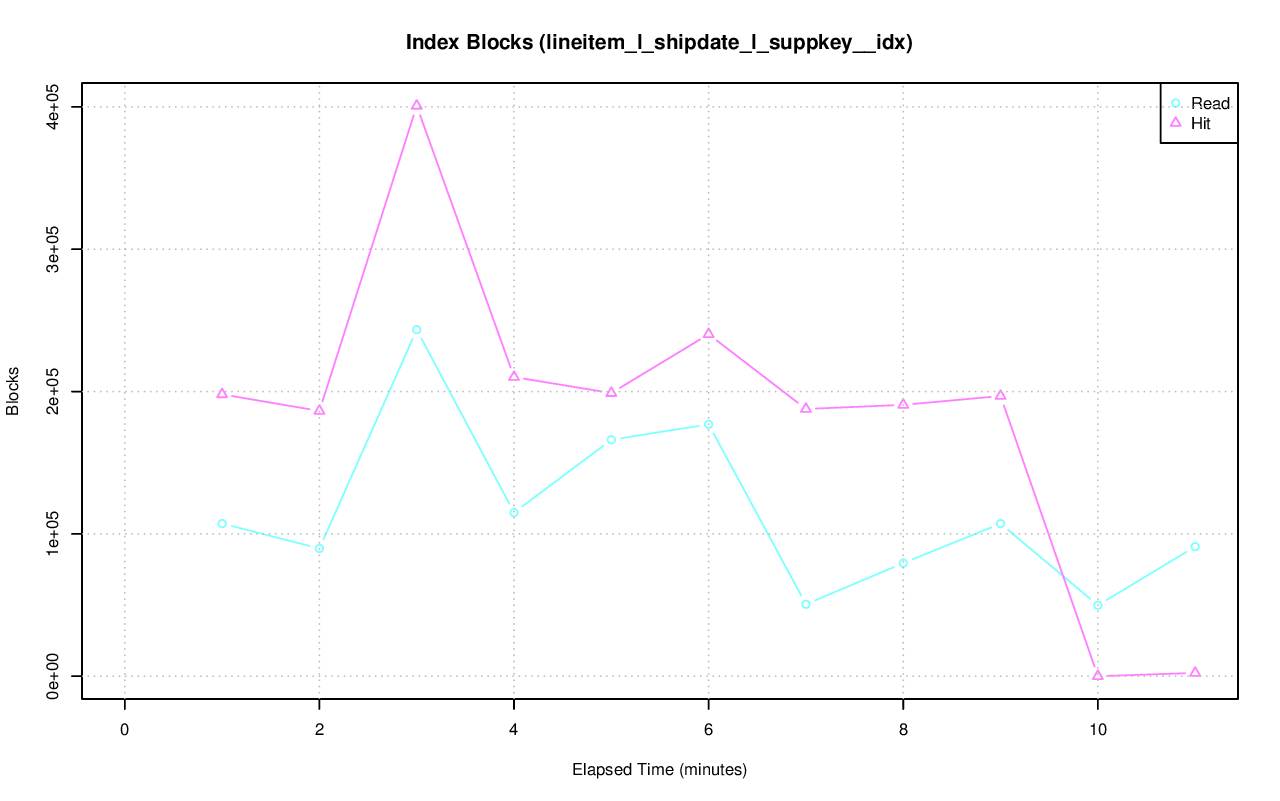 Index Blocks (lineitem_l_shipdate_l_suppkey__idx)
Read
Hit
4e+05
3e+05
2e+05
1e+05
0e+00
Blocks
0 2 4 6 8 10
Elapsed Time (minutes)